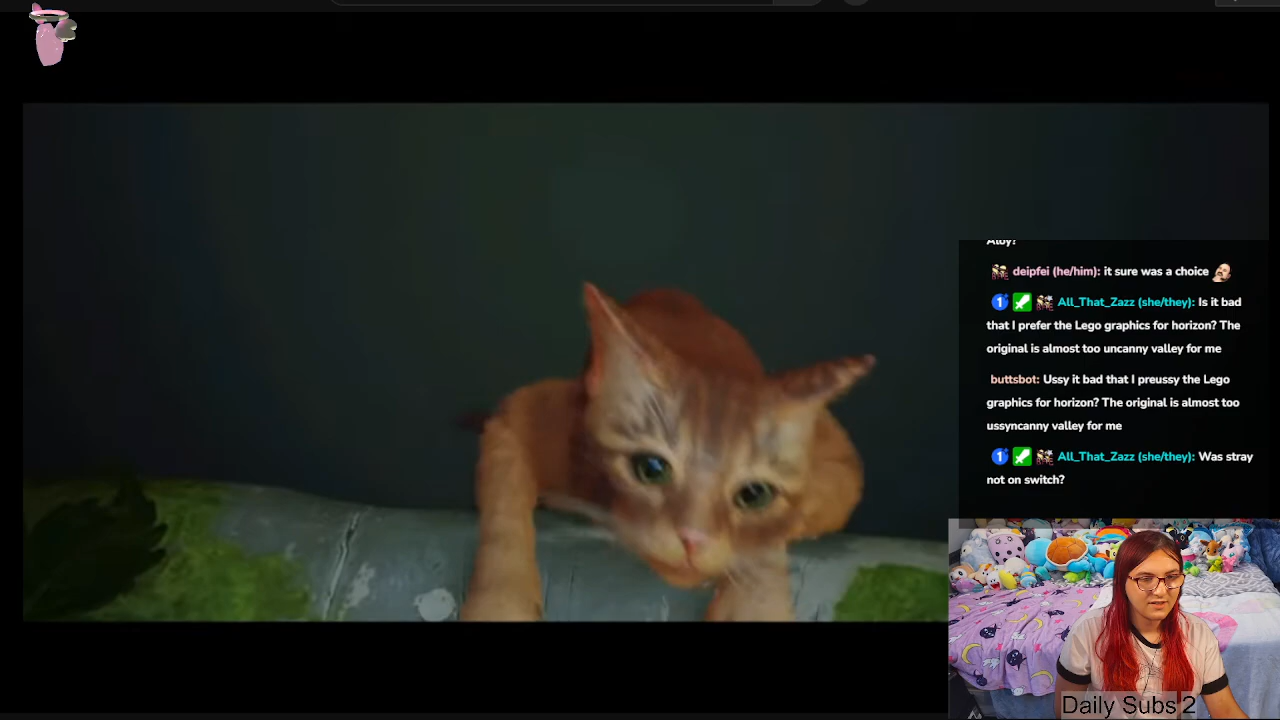 Aloy?
deipfei (he/him): it sure was a choice
1 All_That_Zazz (she/they): Is it bad
that I prefer the Lego graphics for horizon? The
original is almost too uncanny valley for me
buttsbot: Ussy it bad that I preussy the Lego
graphics for horizon? The original is almost too
ussyncanny valley for me
1 All_That_Zazz (she/they): Was stray
not on switch?
Daily Subs 2